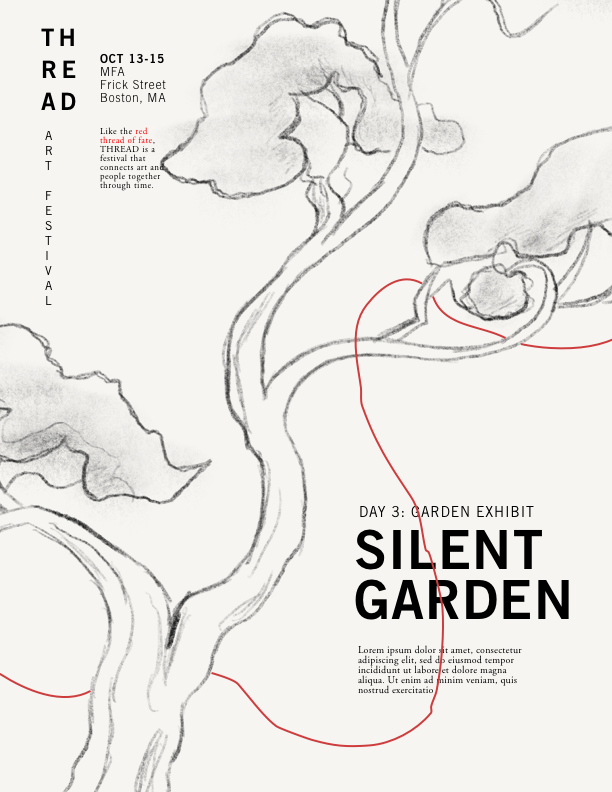 TH
RE
AD
ART FESTIVAL
OCT 13-15
MFA
Frick Street
Boston, MA
Like the red
thread of fate,
THREAD is a
festival that
connects art and
people together
through time.
DAY 3: GARDEN EXHIBIT
SILENT
GARDEN
Lorem ipsum dolor sit amet, consectetur
adipiscing elit, sed do eiusmod tempor
incididunt ut labore et dolore magna
aliqua. Ut enim ad minim veniam, quis
nostrud exercitatio